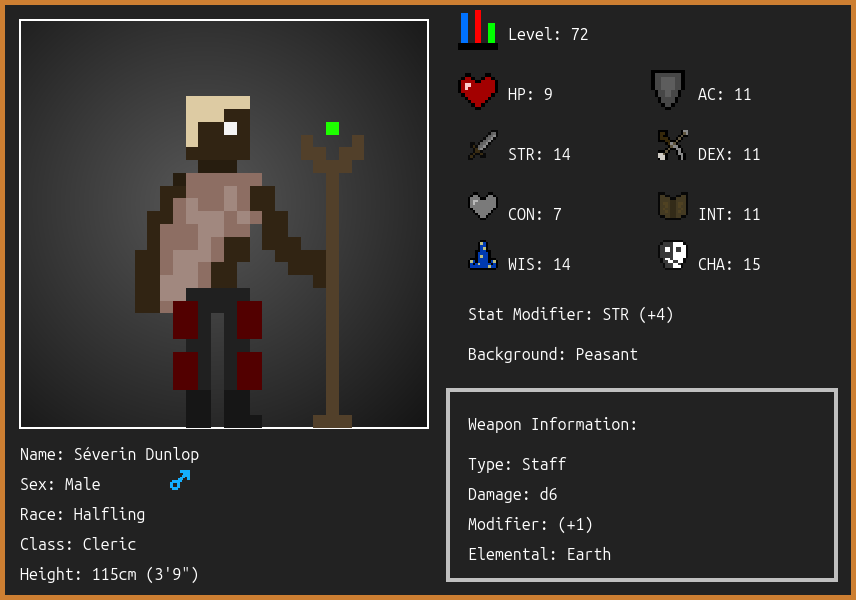 Level: 72
HP: 9
AC: 11
STR: 14
DEX: 11
CON: 7
INT: 11
WIS: 14
CHA: 15
Stat Modifier: STR (+4)
Background: Peasant
Weapon Information:
Type: Staff
Damage: d6
Modifier: (+1)
Elemental: Earth
Name: Séverin Dunlop
Sex: Male
Race: Halfling
Class: Cleric
Height: 115cm (3'9")